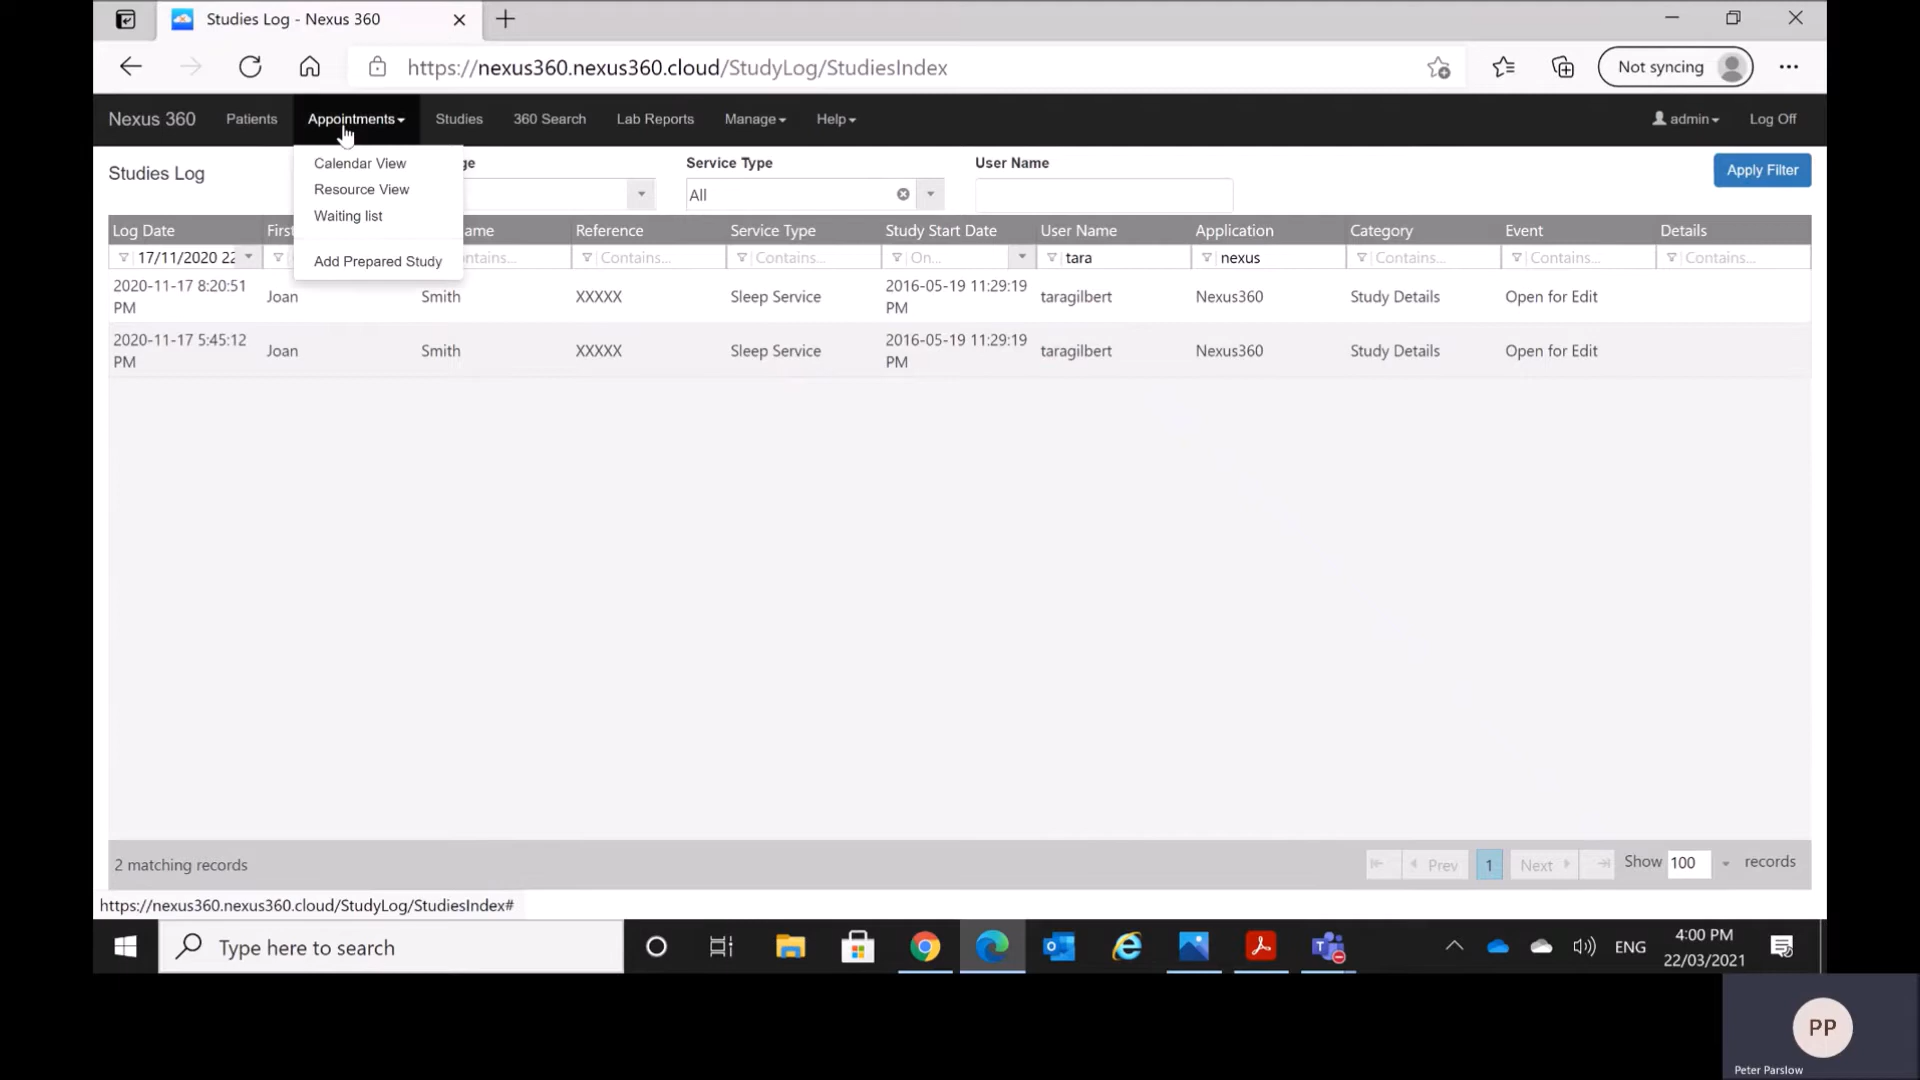 Studies Log - Nexus 360
https://nexus360.nexus360.cloud/StudyLog/StudiesIndex
Not syncing
Nexus 360 Patients Appointments Studies 360 Search Lab Reports Manage Help admin Log Off
Calendar View
Resource View
Waiting list
Add Prepared Study
Studies Log
Service Type
User Name
Apply Filter
All
Log Date Reference Service Type Study Start Date User Name Application Category Event Details
17/11/2020 Contains... Contains... On... tara nexus Contains... Contains... Contains...
2020-11-17 8:20:51 PM Joan Smith XXXXX Sleep Service 2016-05-19 11:29:19 PM taragilbert Nexus360 Study Details Open for Edit
2020-11-17 5:45:12 PM Joan Smith XXXXX Sleep Service 2016-05-19 11:29:19 PM taragilbert Nexus360 Study Details Open for Edit
2 matching records
Prev 1 Next Show 100 records
https://nexus360.nexus360.cloud/StudyLog/StudiesIndex#
Type here to search
ENG
4:00 PM
22/03/2021
PP
Peter Parslow